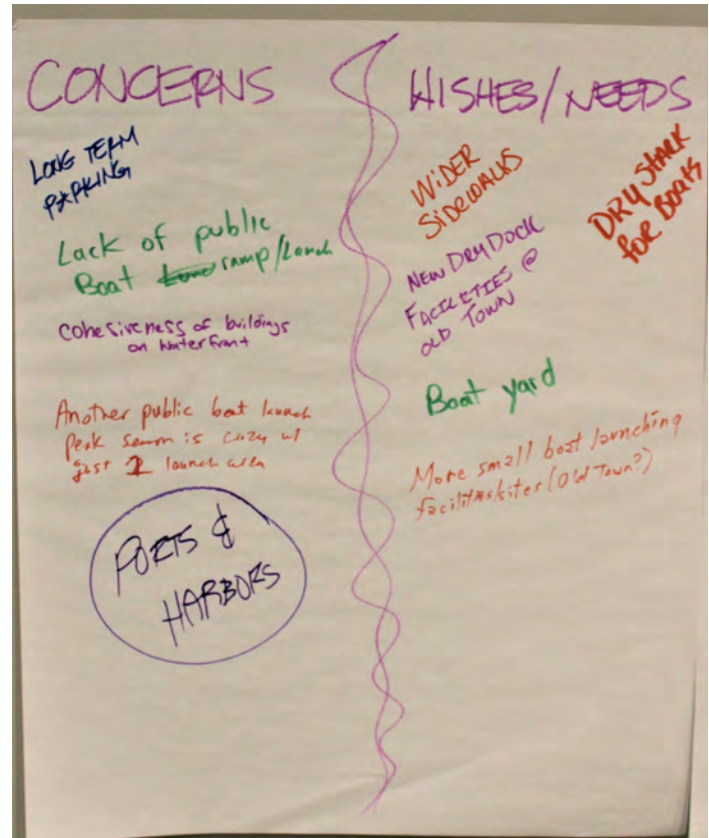 CONCERNS
LONG TERM
PARKING
Lack of public
Boat ramp/Launch
Cohesiveness of buildings
on waterfront
Another public boat launch
Peak season is crazy w/
just 1 launch area
PORTS &
HARBORS
WISHES/NEEDS
WIDER
SIDEWALKS
DRY STACK
FOR BOATS
NEW DRY DOCK
FACILITIES @
OLD TOWN
Boat yard
More small boat launching
facilities/sites (Old Town?)